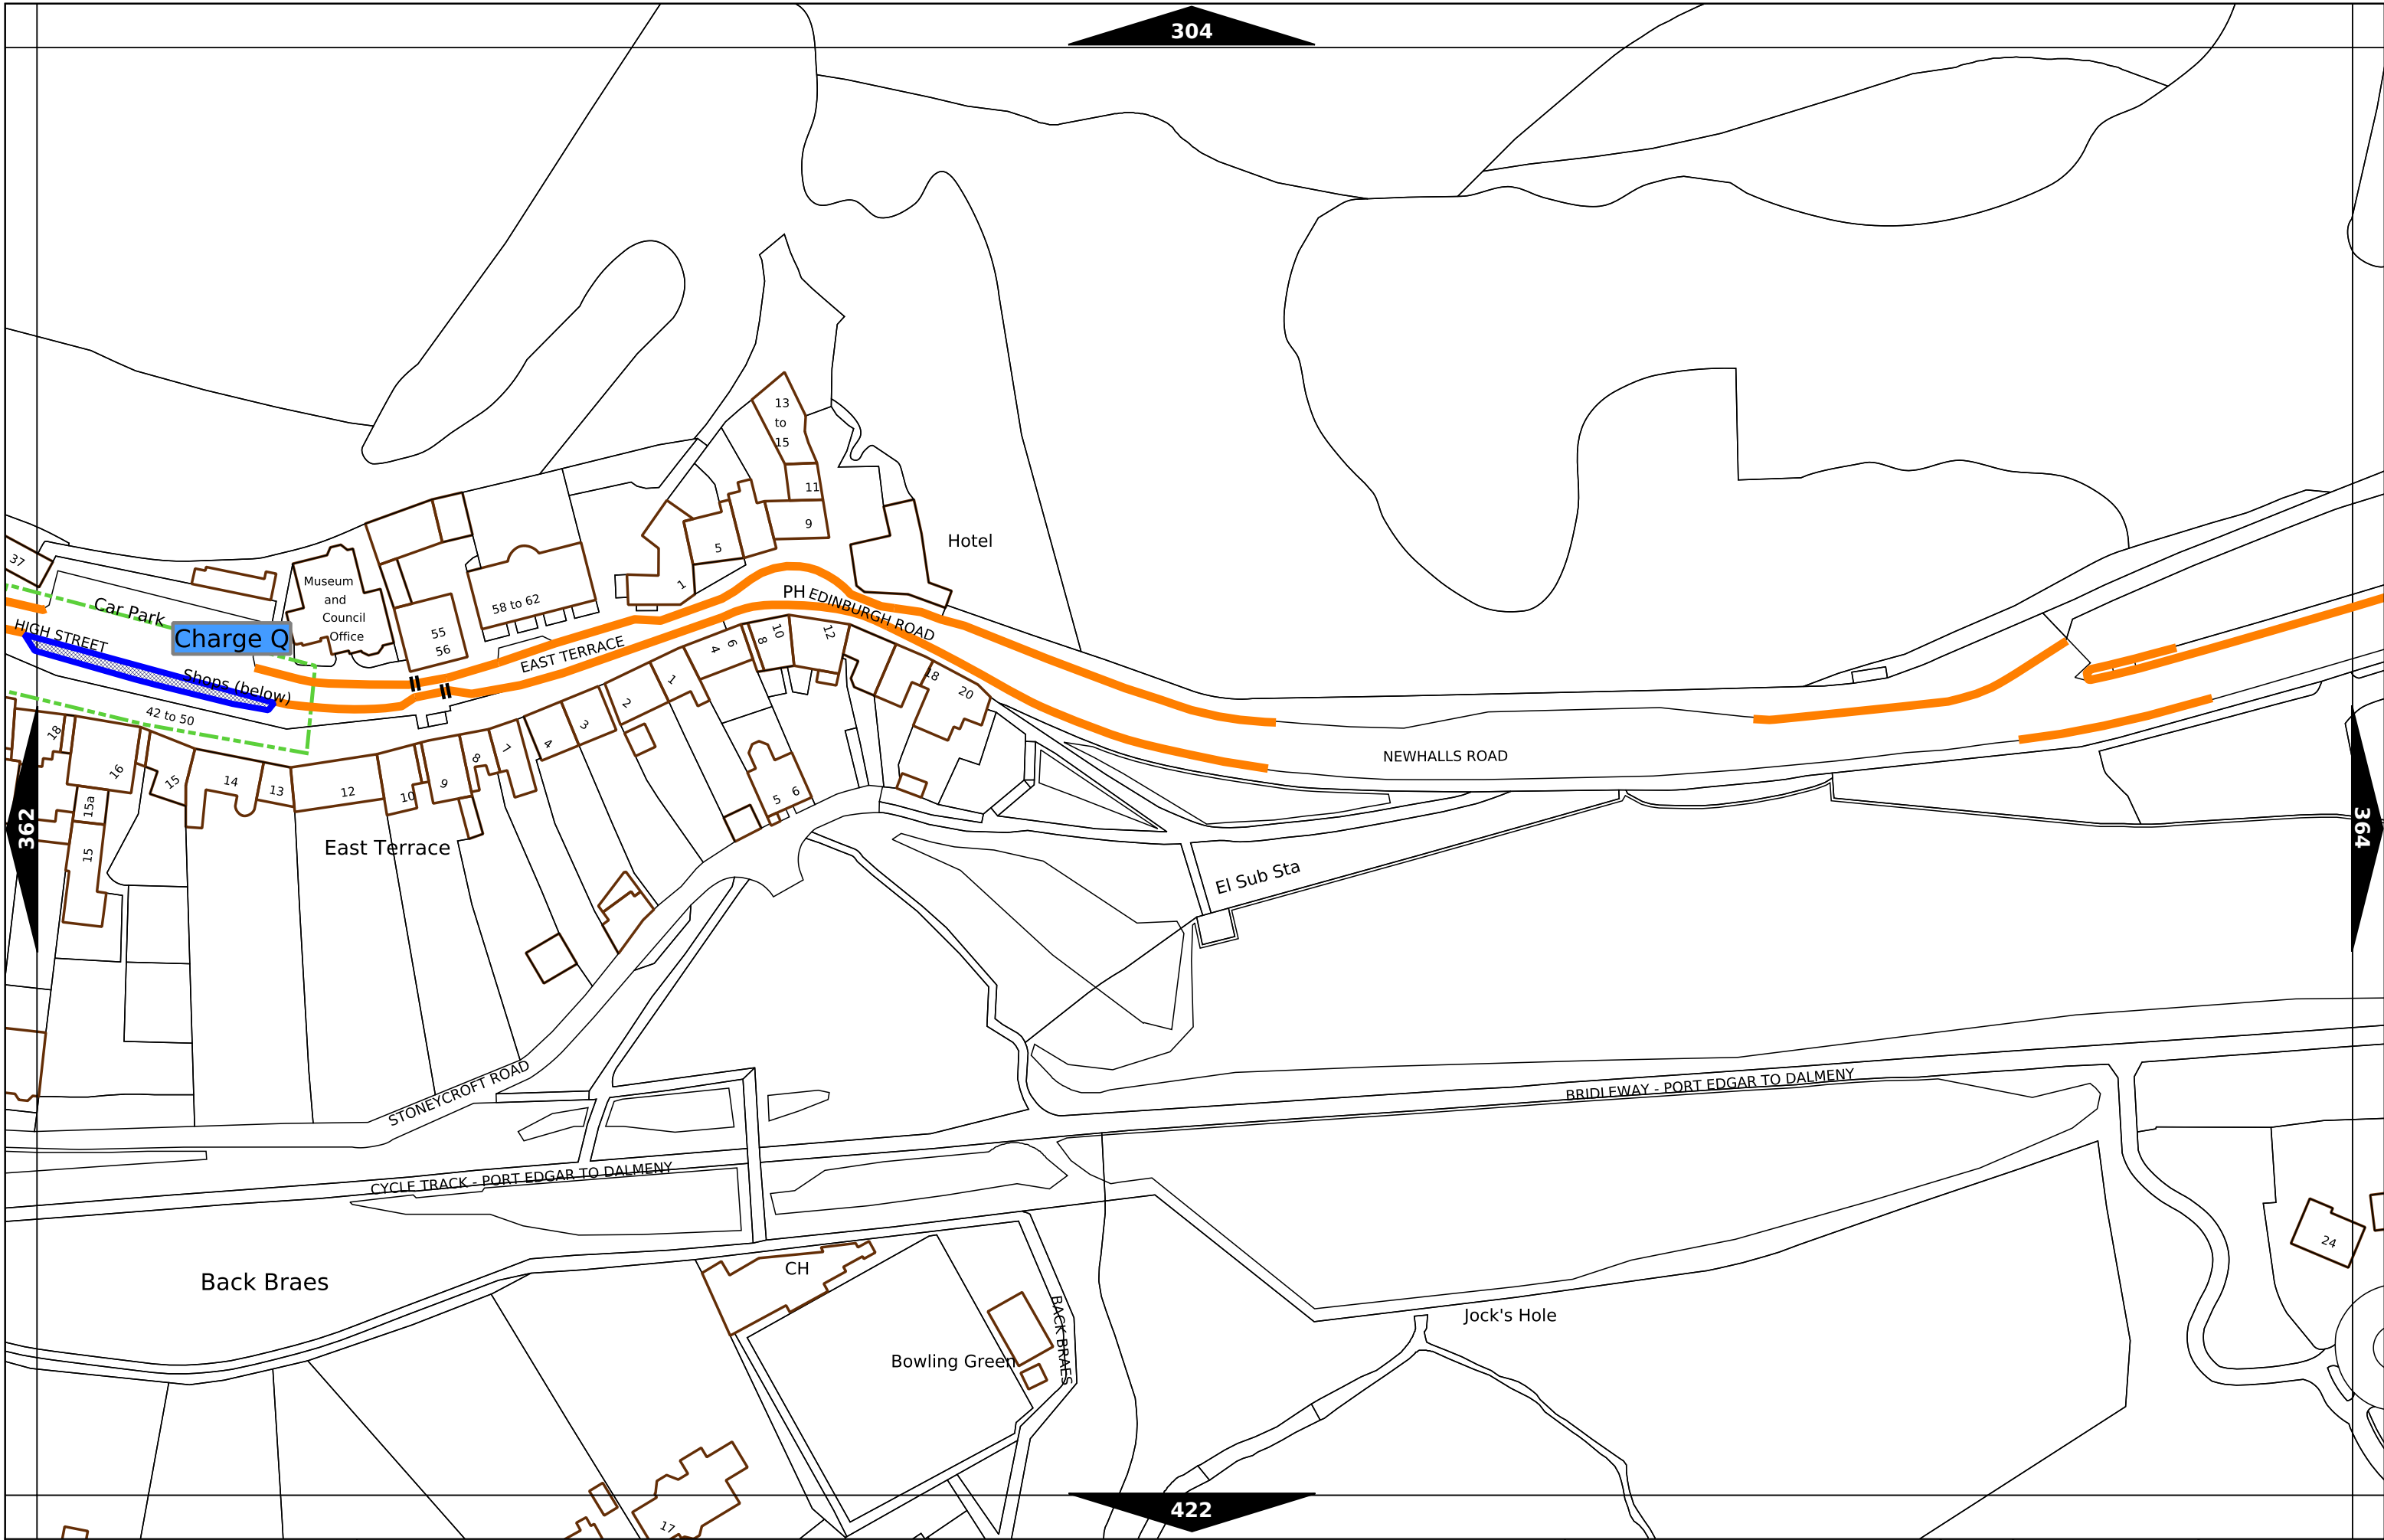 304
13
to
15
11
9
Hotel
5
1
37
Museum
and
Council
Office
58 to 62
PH
EDINBURGH ROAD
Car Park
HIGH STREET
Charge Q
55
56
EAST TERRACE
6
4
8
10
12
Shops (below)
1
18
20
2
3
4
42 to 50
18
16
15
14
13
12
10
9
8
7
5
6
NEWHALLS ROAD
15a
15
362
364
East Terrace
El Sub Sta
STONEYCROFT ROAD
BRIDLEWAY - PORT EDGAR TO DALMENY
CYCLE TRACK - PORT EDGAR TO DALMENY
24
Back Braes
CH
BACK BRAES
Jock's Hole
Bowling Green
17
422